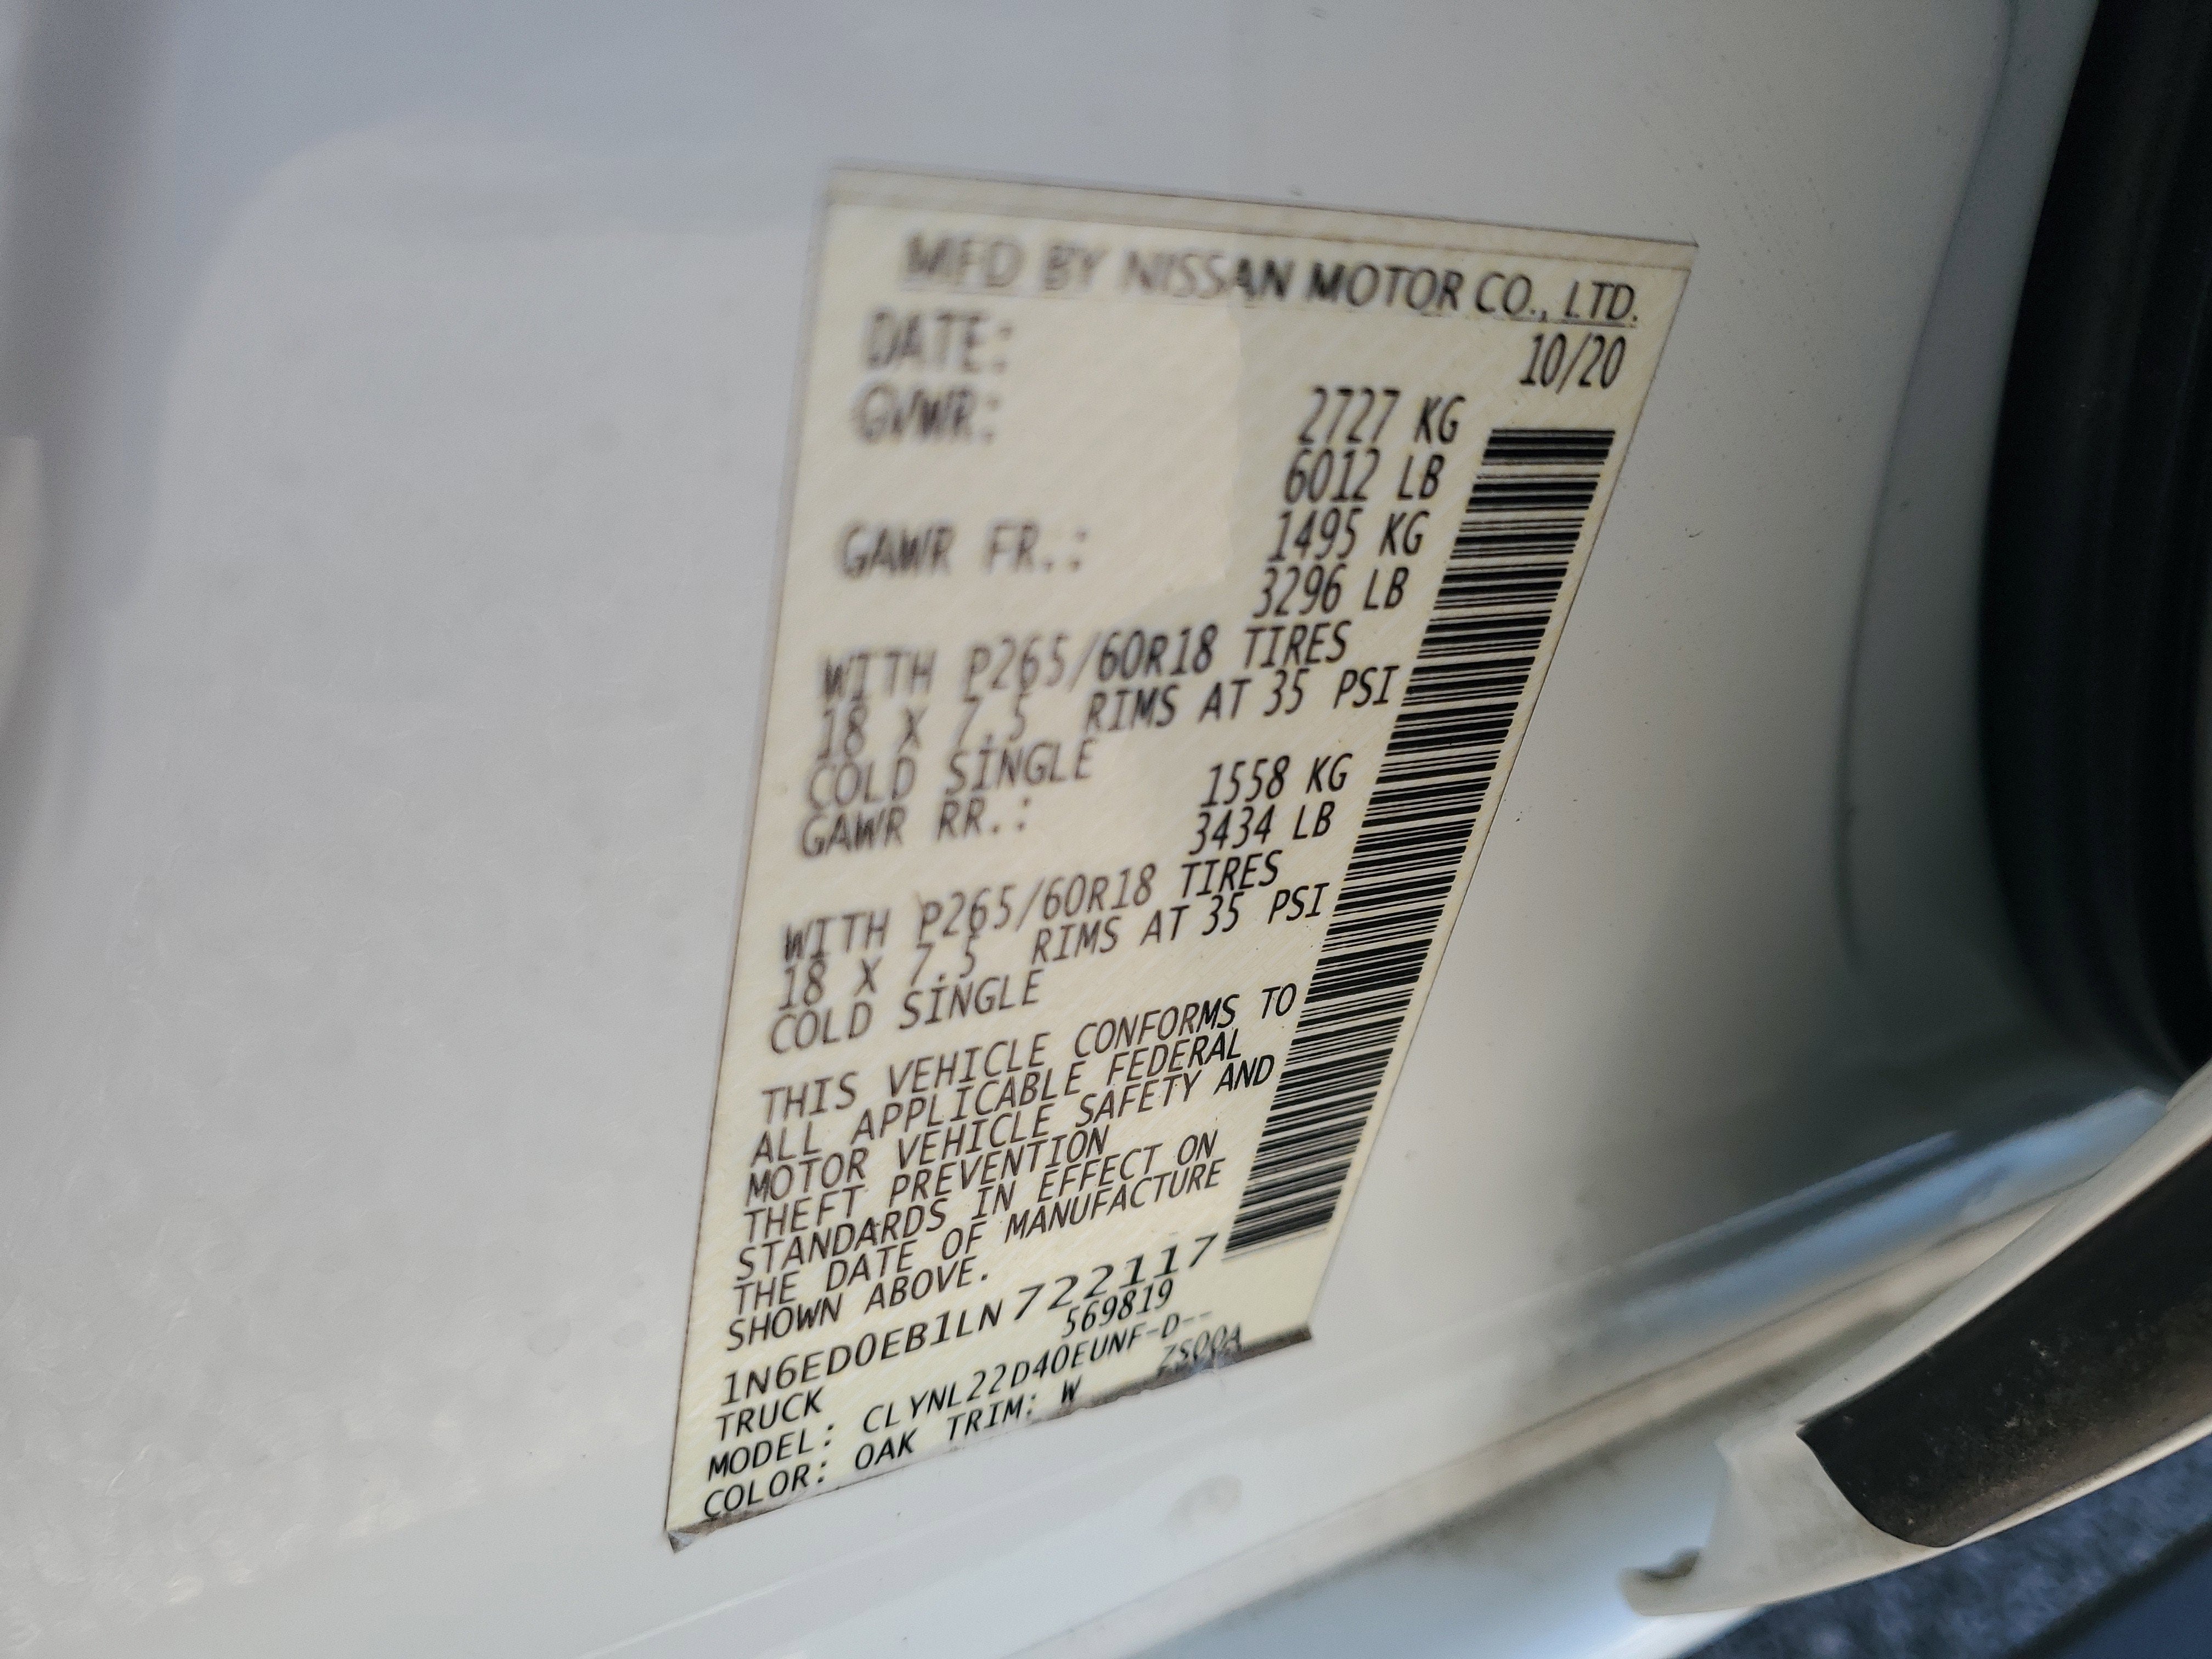 MFD BY NISSAN MOTOR CO., LTD.
DATE: 10/20
GVWR: 2727 KG
6012 LB
GAWR FR.: 1495 KG
3296 LB
WITH P265/60R18 TIRES
18 X 7.5 RIMS AT 35 PSI
COLD SINGLE
GAWR RR.: 1558 KG
3434 LB
WITH P265/60R18 TIRES
18 X 7.5 RIMS AT 35 PSI
COLD SINGLE
THIS VEHICLE CONFORMS TO
ALL APPLICABLE FEDERAL
MOTOR VEHICLE SAFETY AND
THEFT PREVENTION
STANDARDS IN EFFECT ON
THE DATE OF MANUFACTURE
SHOWN ABOVE.
1N6ED0EB1LN722117
TRUCK 569819
MODEL: CLYNL22D40EUNF-D--
COLOR: QAK TRIM: W ZS00A